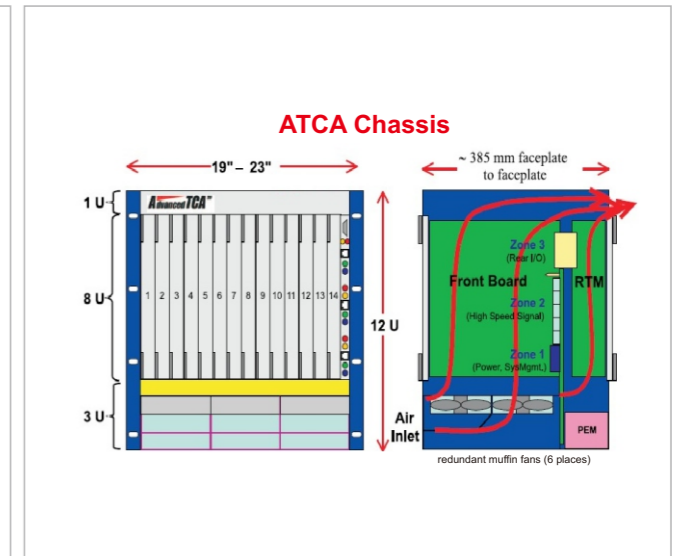 ATCA Chassis
19" – 23"
~ 385 mm faceplate
to faceplate
1 U
AdvancedTCA™
8 U
1 2 3 4 5 6 7 8 9 10 11 12 13 14
12 U
3 U
Zone 3
(Rear I/O)
Front Board
RTM
Zone 2
(High Speed Signal)
Zone 1
(Power, SysMgmt,)
Air
Inlet
PEM
redundant muffin fans (6 places)